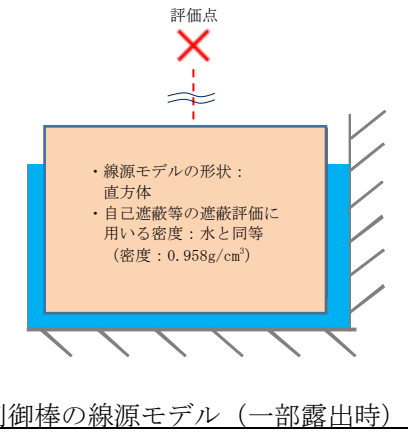 評価点
・線源モデルの形状：
直方体
・自己遮蔽等の遮蔽評価に
用いる密度：水と同等
（密度：0.958g/cm³）
御棒の線源モデル（一部露出時）